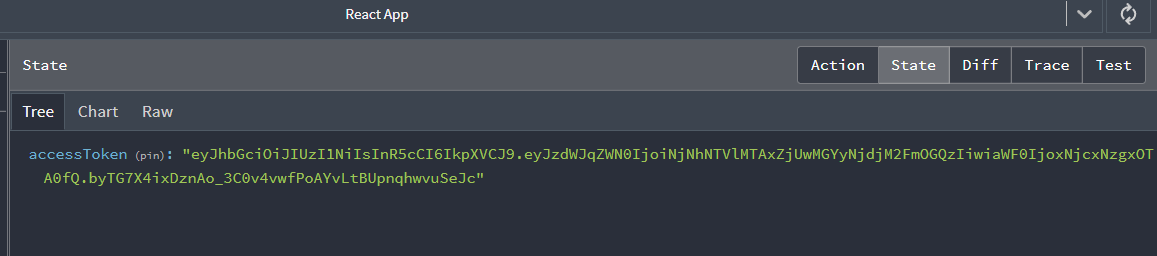 React App
State
Action State Diff Trace Test
Tree Chart Raw
accessToken (pin): "eyJhbGciOiJIUzI1NiIsInR5cCI6IkpXVCJ9.eyJzdWJqZWN0IjoiNjNhNTVlMTAxZjUwMGYyNjdjM2FmOGQzIiwiaWF0IjoxNjcxNzgxOT
A0fQ.byTG7X4ixDznAo_3C0v4vwfPoAYvLtBUpnqhwvuSeJc"